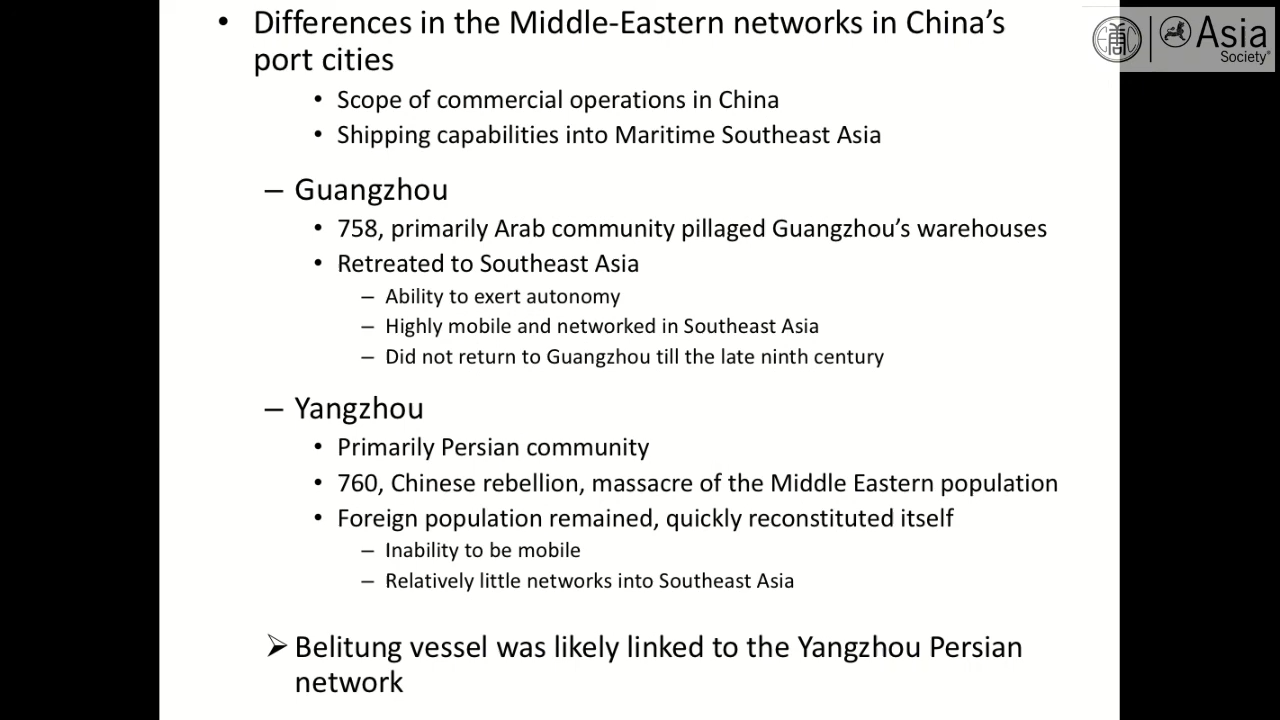 • Differences in the Middle-Eastern networks in China’s
port cities
• Scope of commercial operations in China
• Shipping capabilities into Maritime Southeast Asia
– Guangzhou
• 758, primarily Arab community pillaged Guangzhou’s warehouses
• Retreated to Southeast Asia
– Ability to exert autonomy
– Highly mobile and networked in Southeast Asia
– Did not return to Guangzhou till the late ninth century
– Yangzhou
• Primarily Persian community
• 760, Chinese rebellion, massacre of the Middle Eastern population
• Foreign population remained, quickly reconstituted itself
– Inability to be mobile
– Relatively little networks into Southeast Asia
➢ Belitung vessel was likely linked to the Yangzhou Persian
network
Asia
Society®